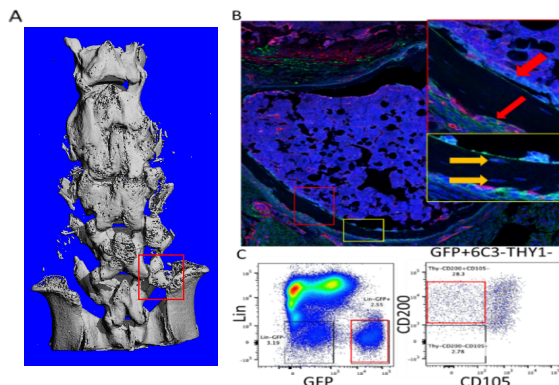 A
B
C
GFP+6C3-THY1-
Lin
Lin-GFP+
2.55
Lin-GFP-
3.19
GFP
CD200
Thy-CD200+CD105-
28.3
Thy-CD200-CD105-
2.78
CD105